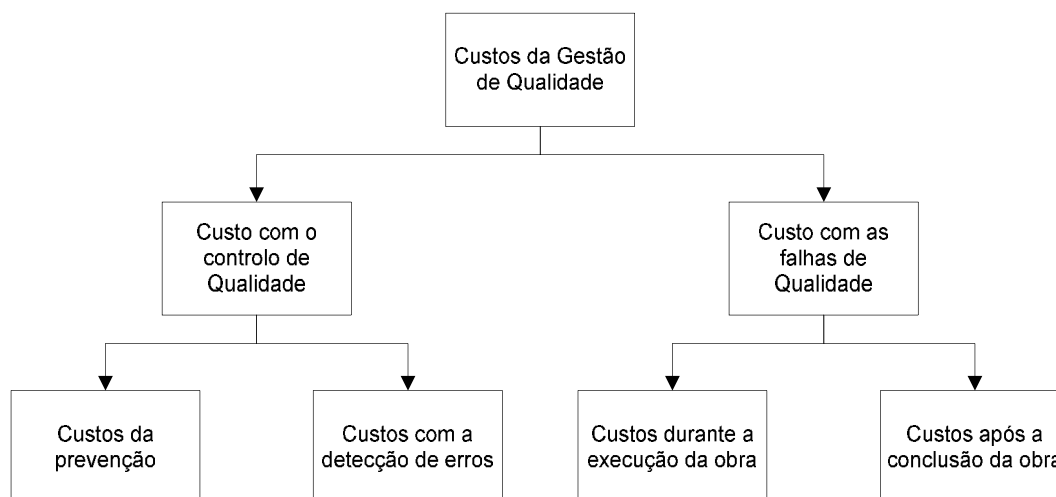 Custos da Gestão
de Qualidade
Custo com o
controlo de
Qualidade
Custo com as
falhas de
Qualidade
Custos da
prevenção
Custos com a
detecção de erros
Custos durante a
execução da obra
Custos após a
conclusão da obra